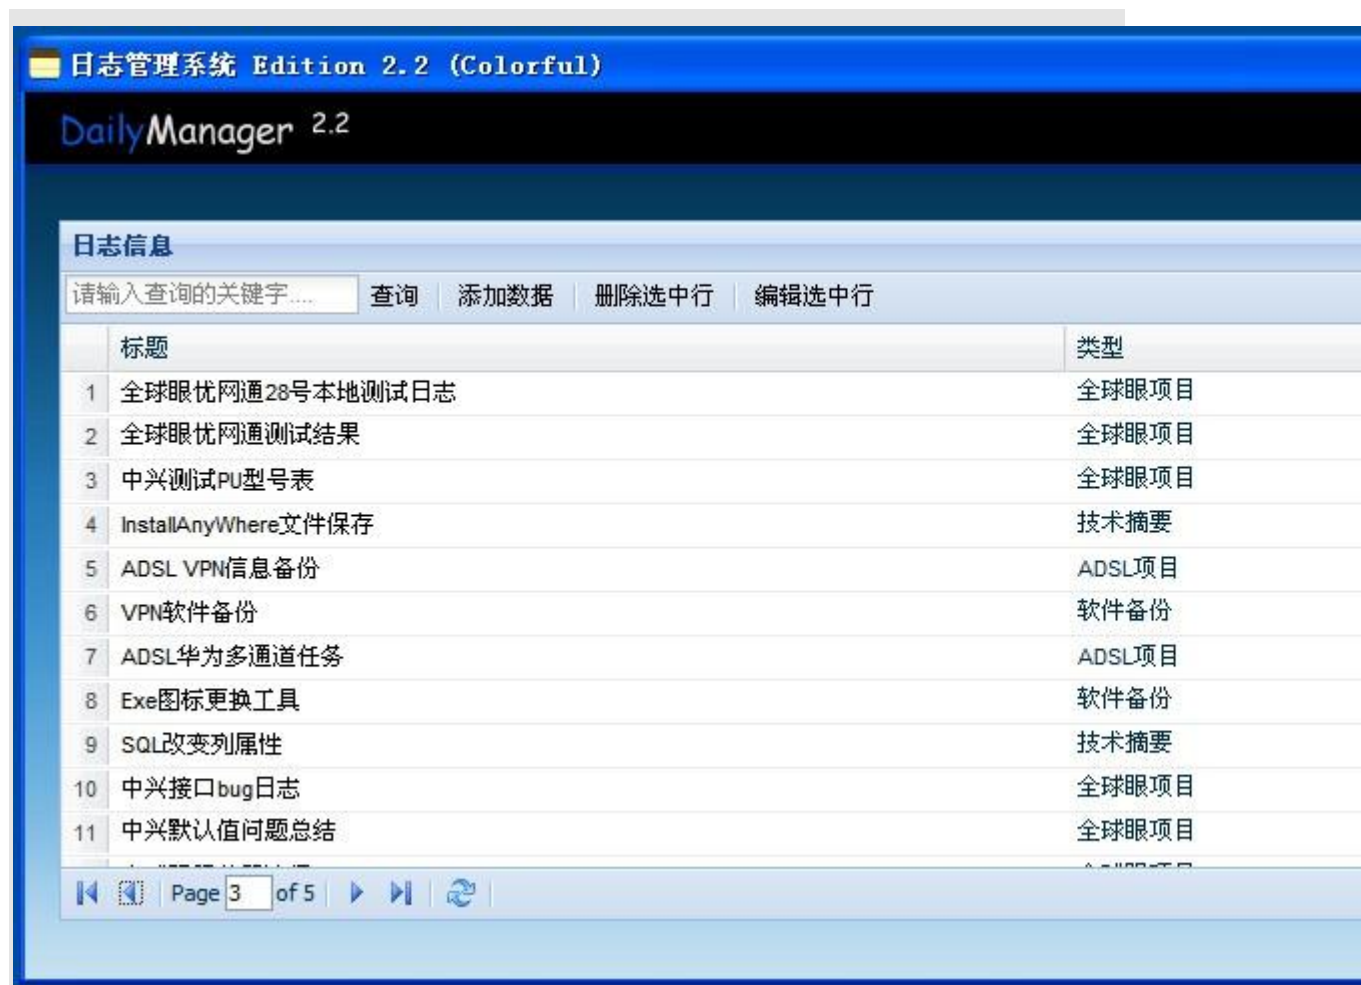 日志管理系统 Edition 2.2 (Colorful)
DailyManager 2.2
日志信息
请输入查询的关键字.... 查询 添加数据 删除选中行 编辑选中行
标题 类型
1 全球眼优网通28号本地测试日志 全球眼项目
2 全球眼优网通测试结果 全球眼项目
3 中兴测试PU型号表 全球眼项目
4 InstallAnyWhere文件保存 技术摘要
5 ADSL VPN信息备份 ADSL项目
6 VPN软件备份 软件备份
7 ADSL华为多通道任务 ADSL项目
8 Exe图标更换工具 软件备份
9 SQL改变列属性 技术摘要
10 中兴接口bug日志 全球眼项目
11 中兴默认值问题总结 全球眼项目
Page 3 of 5